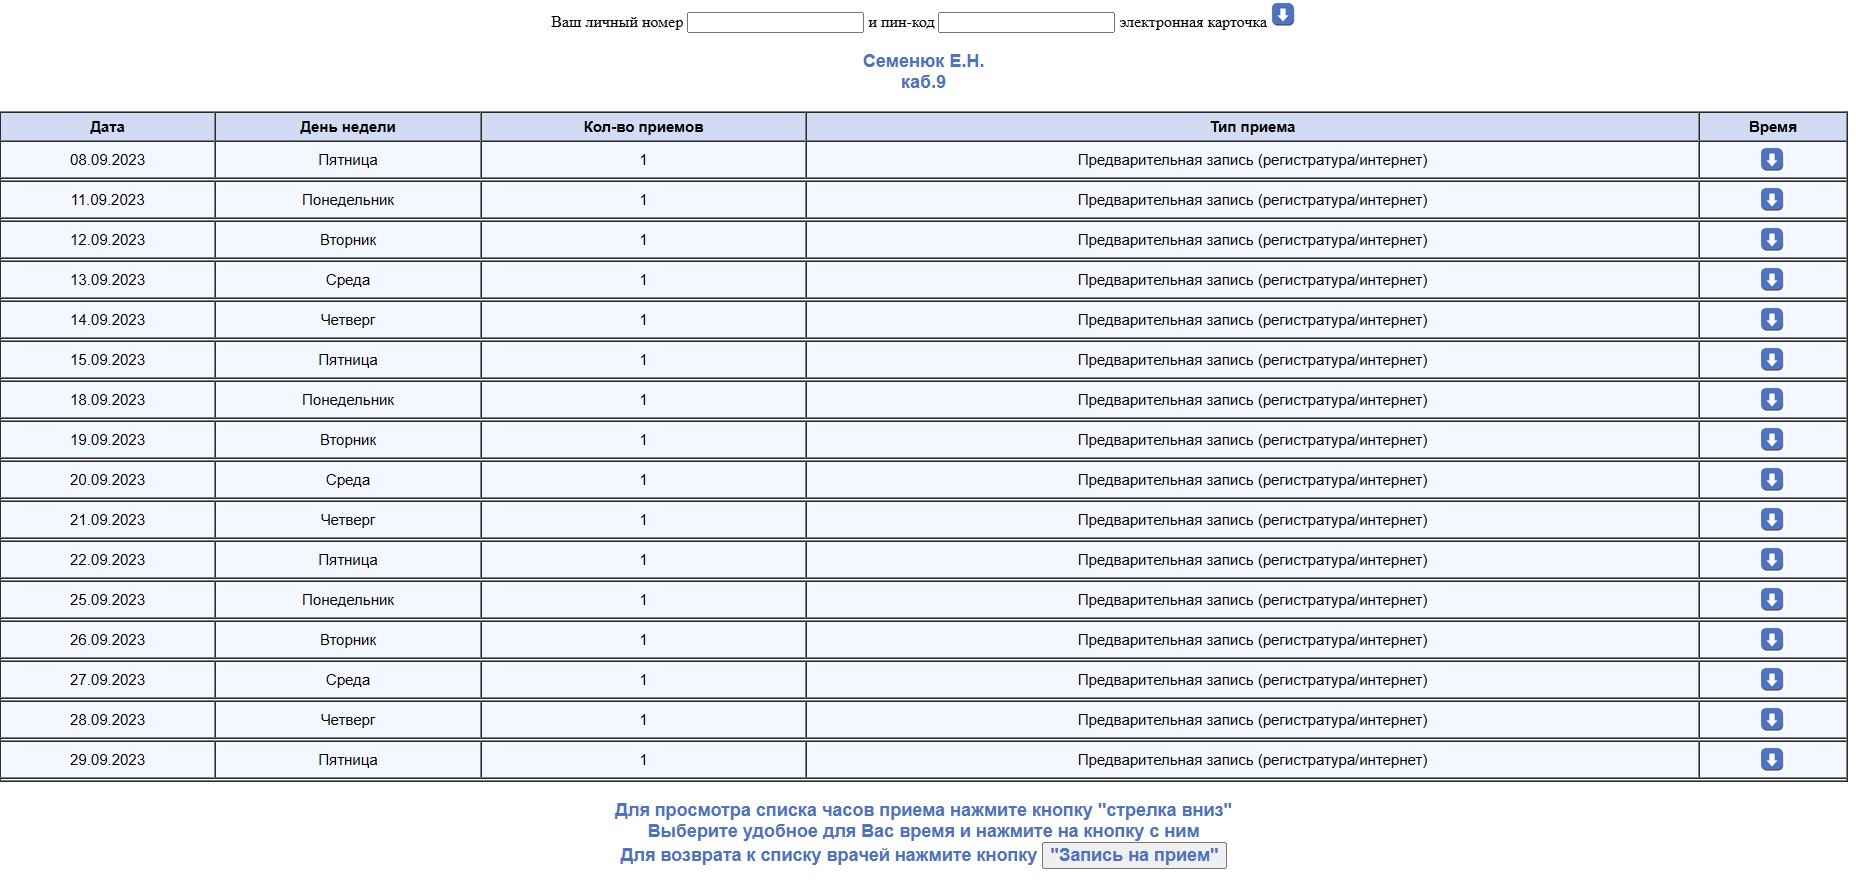 Ваш личный номер и пин-код электронная карточка
Семенюк Е.Н.
каб.9
Дата День недели Кол-во приемов Тип приема Время
08.09.2023 Пятница 1 Предварительная запись (регистратура/интернет)
11.09.2023 Понедельник 1 Предварительная запись (регистратура/интернет)
12.09.2023 Вторник 1 Предварительная запись (регистратура/интернет)
13.09.2023 Среда 1 Предварительная запись (регистратура/интернет)
14.09.2023 Четверг 1 Предварительная запись (регистратура/интернет)
15.09.2023 Пятница 1 Предварительная запись (регистратура/интернет)
18.09.2023 Понедельник 1 Предварительная запись (регистратура/интернет)
19.09.2023 Вторник 1 Предварительная запись (регистратура/интернет)
20.09.2023 Среда 1 Предварительная запись (регистратура/интернет)
21.09.2023 Четверг 1 Предварительная запись (регистратура/интернет)
22.09.2023 Пятница 1 Предварительная запись (регистратура/интернет)
25.09.2023 Понедельник 1 Предварительная запись (регистратура/интернет)
26.09.2023 Вторник 1 Предварительная запись (регистратура/интернет)
27.09.2023 Среда 1 Предварительная запись (регистратура/интернет)
28.09.2023 Четверг 1 Предварительная запись (регистратура/интернет)
29.09.2023 Пятница 1 Предварительная запись (регистратура/интернет)
Для просмотра списка часов приема нажмите кнопку "стрелка вниз"
Выберите удобное для Вас время и нажмите на кнопку с ним
Для возврата к списку врачей нажмите кнопку "Запись на прием"